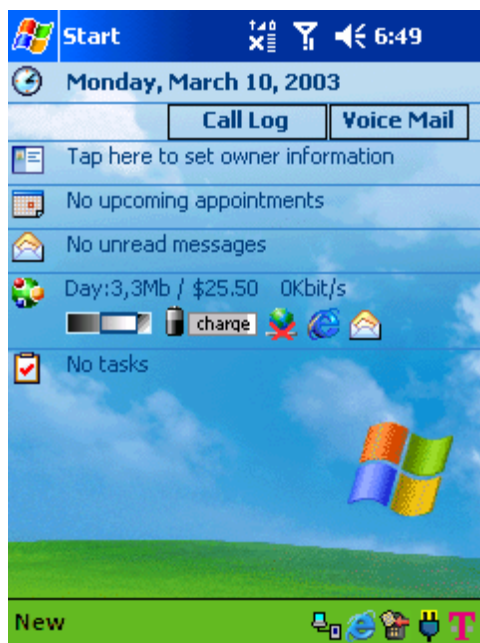 Start 6:49
Monday, March 10, 2003
Call Log Voice Mail
Tap here to set owner information
No upcoming appointments
No unread messages
Day:3,3Mb / $25.50 0Kbit/s
charge
No tasks
New T